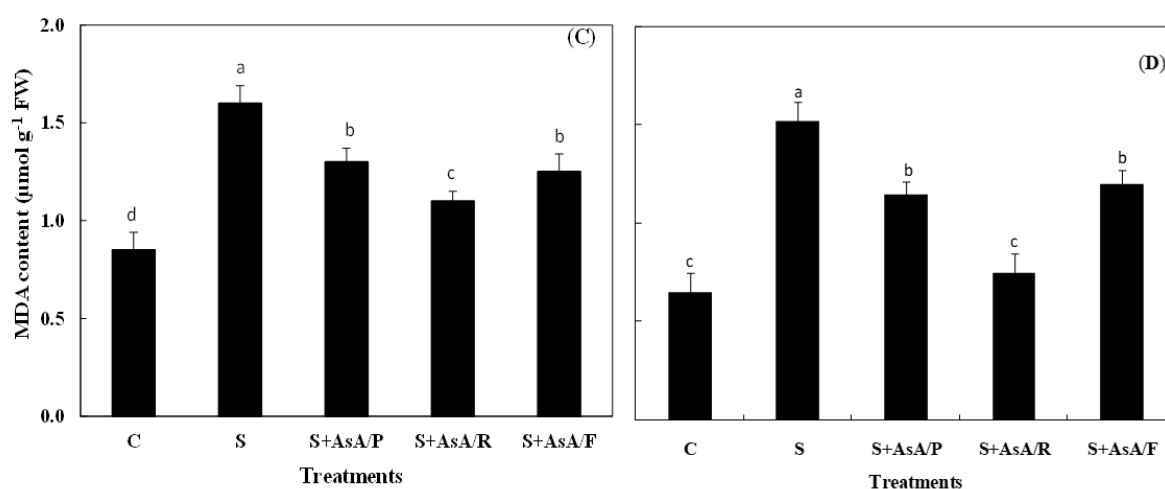 MDA content (µmol g⁻¹ FW)
2.0
1.5
1.0
0.5
0.0
(C)
d
a
b
c
b
C S S+AsA/P S+AsA/R S+AsA/F
Treatments
(D)
c
a
b
c
b
C S S+AsA/P S+AsA/R S+AsA/F
Treatments